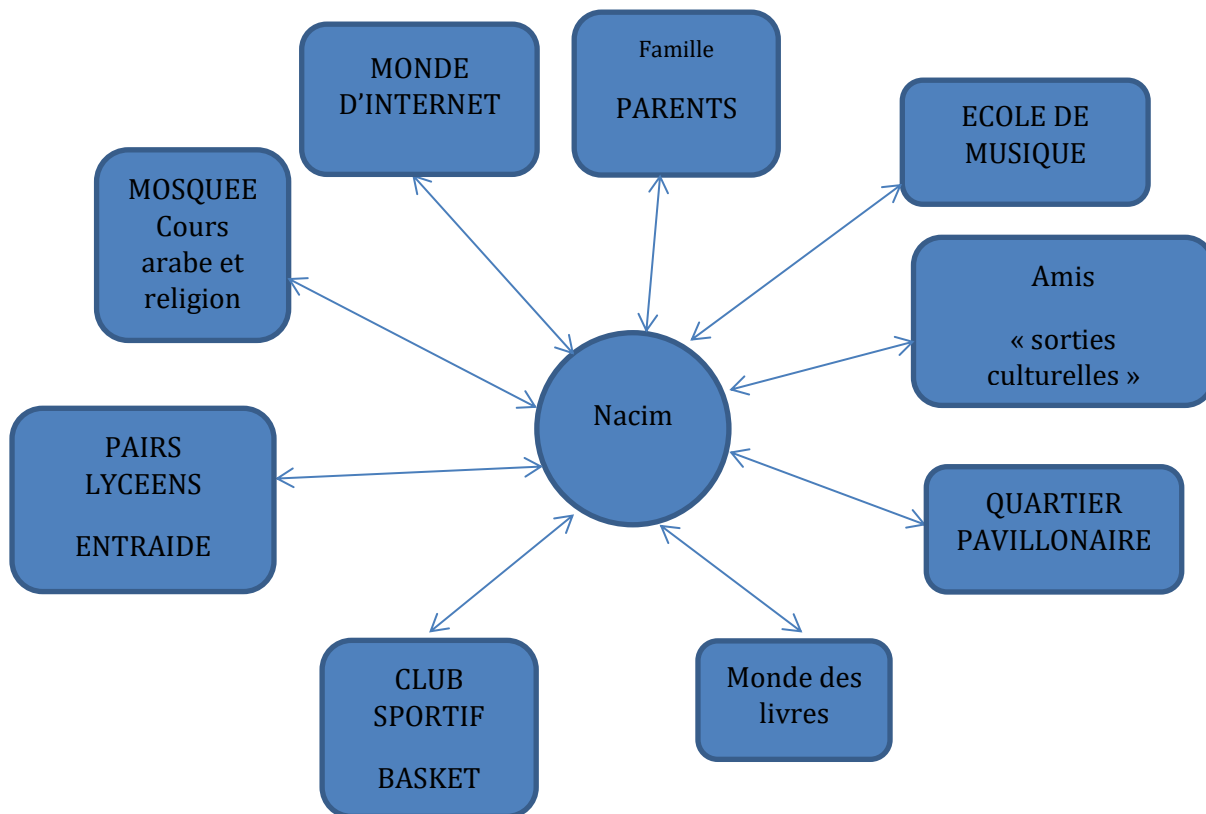 MONDE
D’INTERNET
Famille
PARENTS
ECOLE DE
MUSIQUE
MOSQUEE
Cours
arabe et
religion
Amis
« sorties
culturelles »
Nacim
PAIRS
LYCEENS
ENTRAIDE
QUARTIER
PAVILLONAIRE
CLUB
SPORTIF
BASKET
Monde des
livres